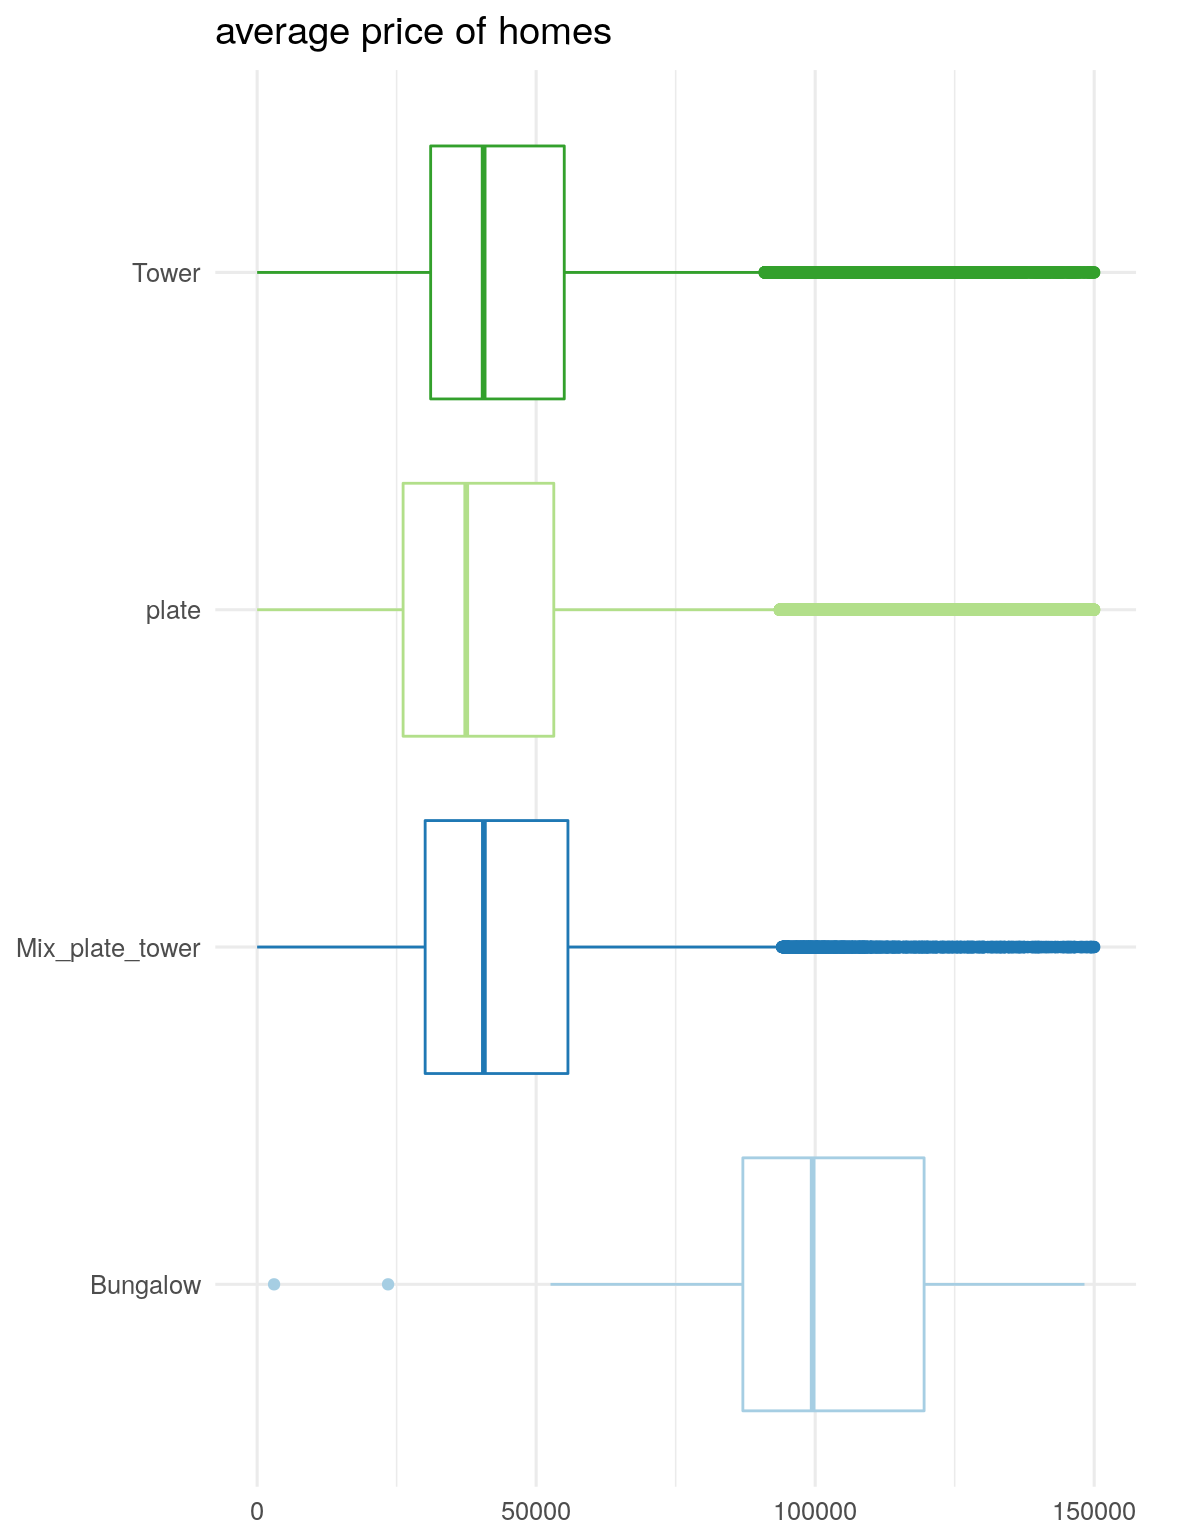 average price of homes
Tower
plate
Mix_plate_tower
Bungalow
0 50000 100000 150000